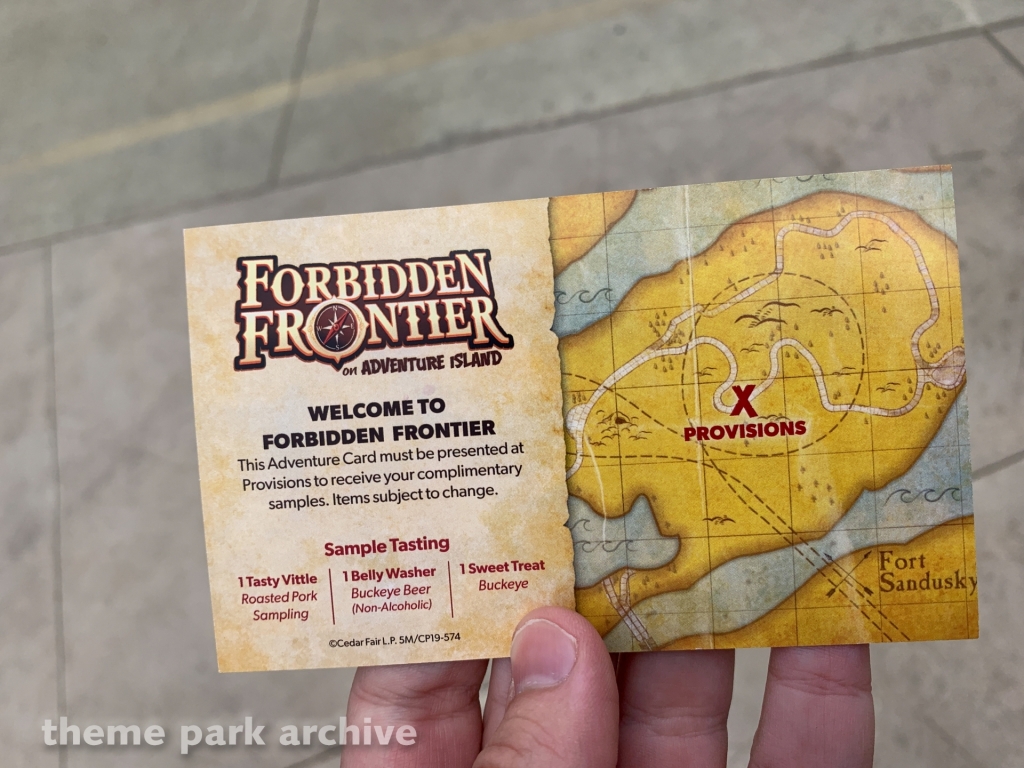 FORBIDDEN
FRONTIER
on ADVENTURE ISLAND
WELCOME TO
FORBIDDEN FRONTIER
This Adventure Card must be presented at
Provisions to receive your complimentary
samples. Items subject to change.
Sample Tasting
1 Tasty Vittle
Roasted Pork
Sampling
1 Belly Washer
Buckeye Beer
(Non-Alcoholic)
1 Sweet Treat
Buckeye
©Cedar Fair L.P. 5M/CP19-574
X
PROVISIONS
Fort
Sandusky
theme park archive